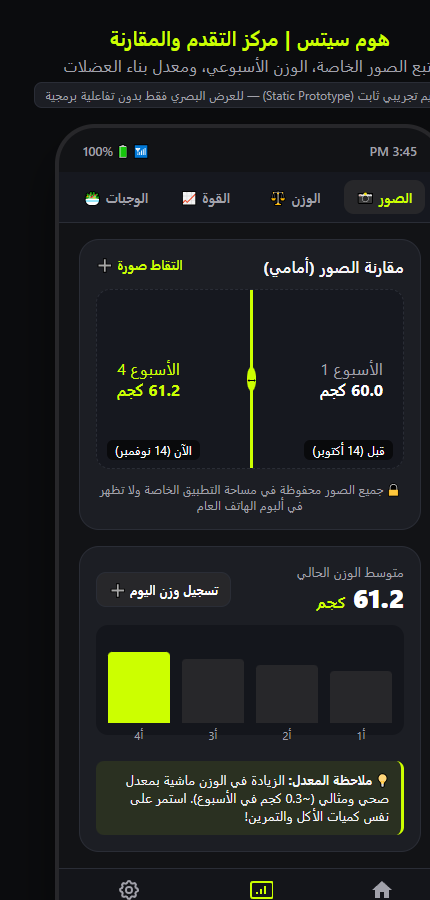 هوم سيتس | مركز التقدم والمقارنة
تتبع الصور الخاصة، الوزن الأسبوعي، ومعدل بناء العضلات
تجريبي ثابت (Static Prototype) — للعرض البصري فقط بدون تفاعلية برمجية
3:45 PM
100%
الصور
الوزن
القوة
الوجبات
مقارنة الصور (أمامي)
التقاط صورة +
الأسبوع 1
60.0 كجم
الأسبوع 4
61.2 كجم
قبل (14 أكتوبر)
الآن (14 نوفمبر)
جميع الصور محفوظة في مساحة التطبيق الخاصة ولا تظهر
في ألبوم الهاتف العام
متوسط الوزن الحالي
61.2 كجم
تسجيل وزن اليوم +
أ1
أ2
أ3
أ4
ملاحظة المعدل: الزيادة في الوزن ماشية بمعدل
صحي ومثالي (~0.3 كجم في الأسبوع). استمر على
نفس كميات الأكل والتمرين!